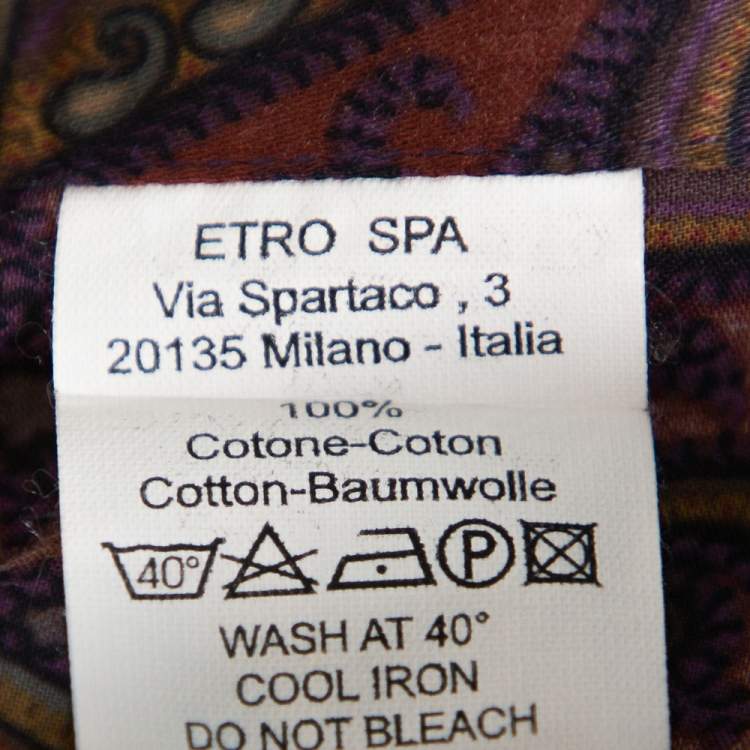 ETRO SPA
Via Spartaco , 3
20135 Milano - Italia
100%
Cotone-Coton
Cotton-Baumwolle
40° P
WASH AT 40°
COOL IRON
DO NOT BLEACH